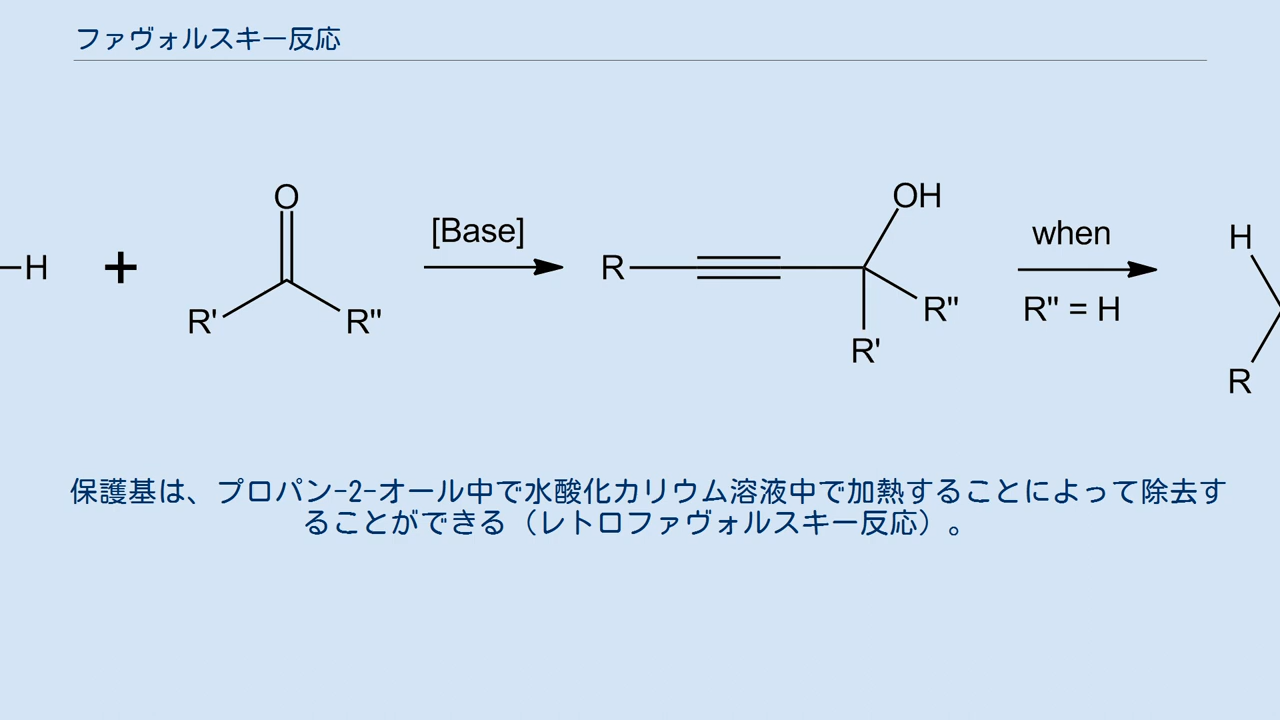 ファヴォルスキー反応
H + O R' R" [Base] R OH R" R' when R" = H H R
保護基は、プロパン-2-オール中で水酸化カリウム溶液中で加熱することによって除去す
ることができる（レトロファヴォルスキー反応）。